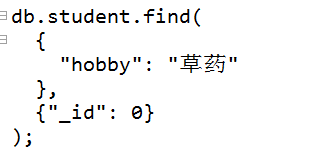 db.student.find(
{
"hobby": "草药"
},
{"_id": 0}
);